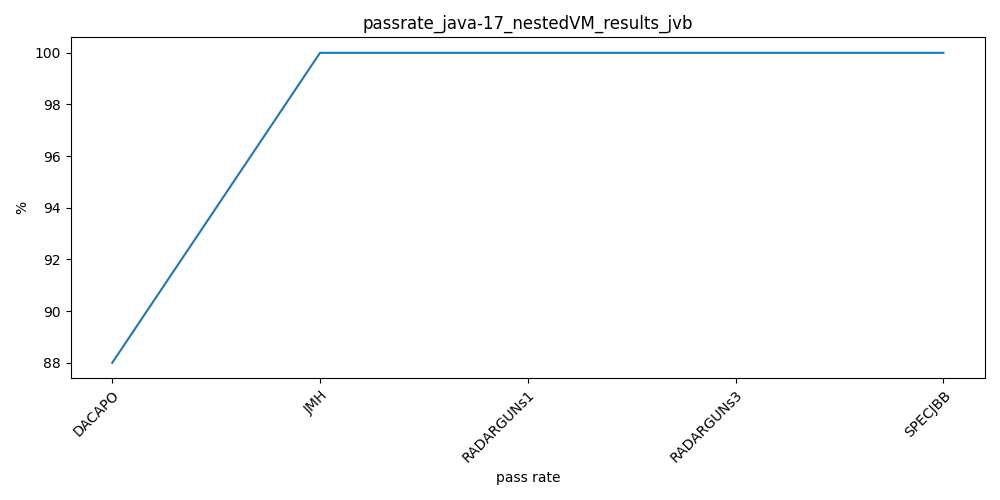 passrate_java-17_nestedVM_results_jvb
100
98
96
94
92
90
88
%
DACAPO
JMH
RADARGUNs1
RADARGUNs3
SPECJBB
pass rate